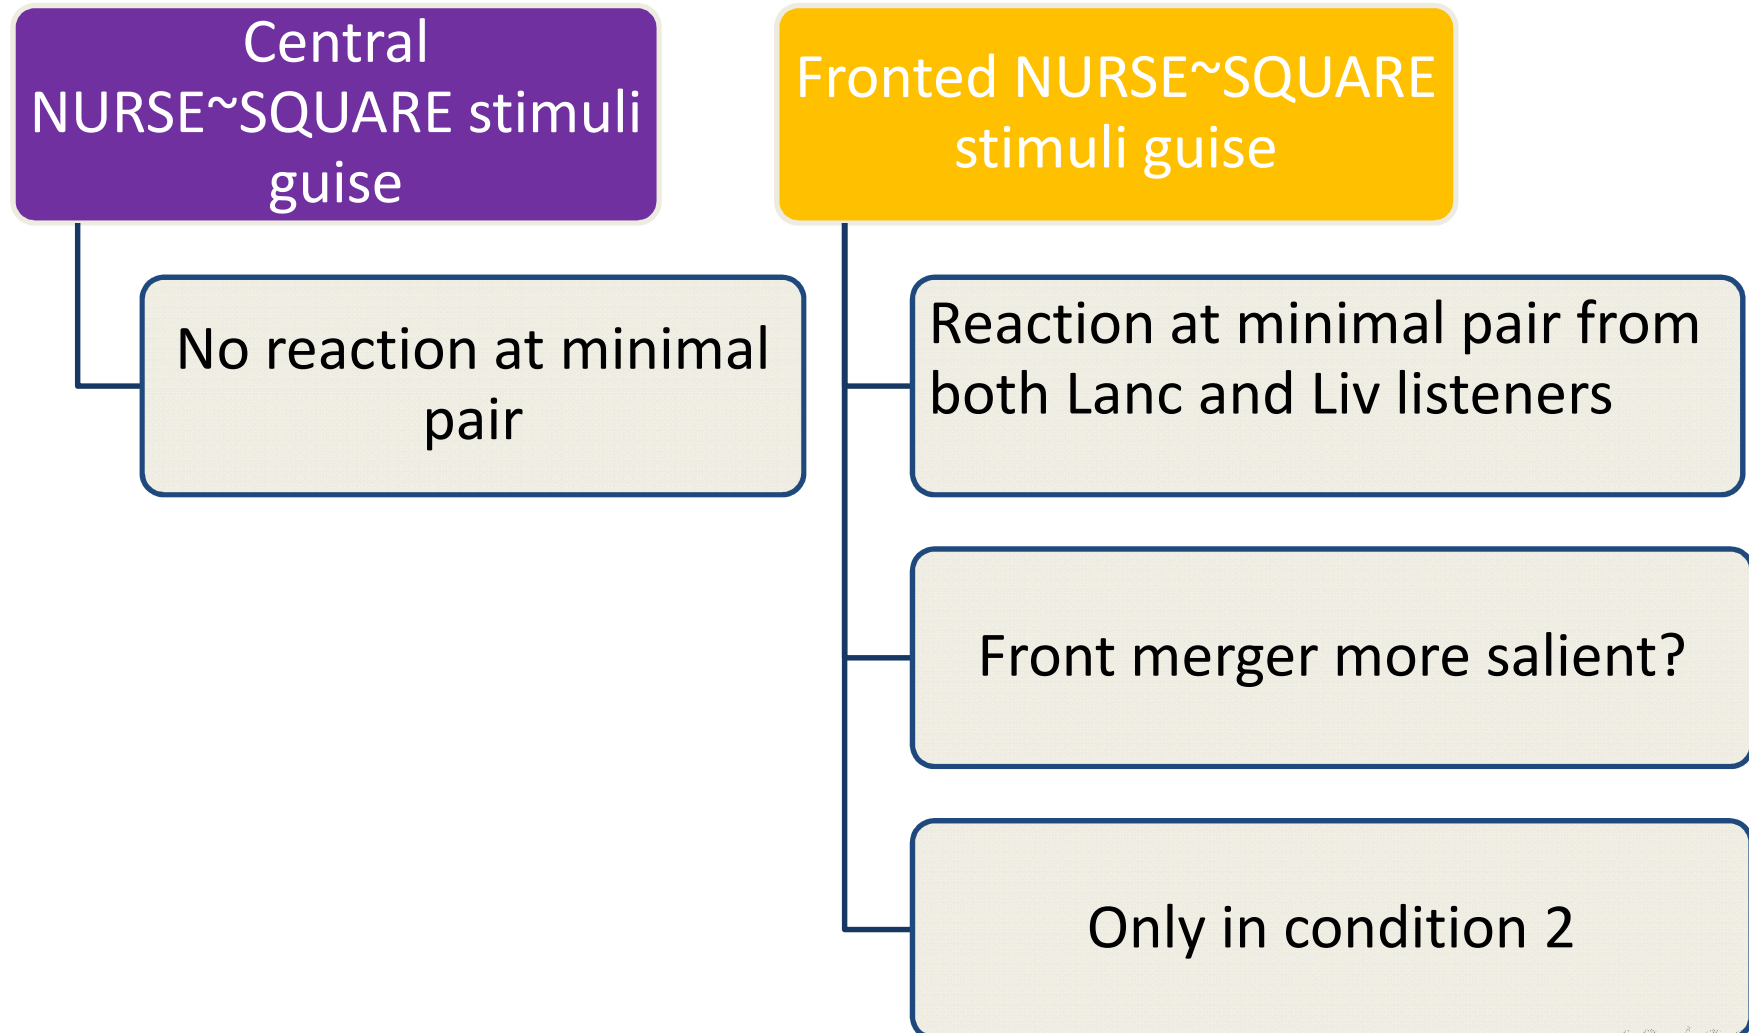 Central
NURSE~SQUARE stimuli
guise
No reaction at minimal
pair
Fronted NURSE~SQUARE
stimuli guise
Reaction at minimal pair from
both Lanc and Liv listeners
Front merger more salient?
Only in condition 2